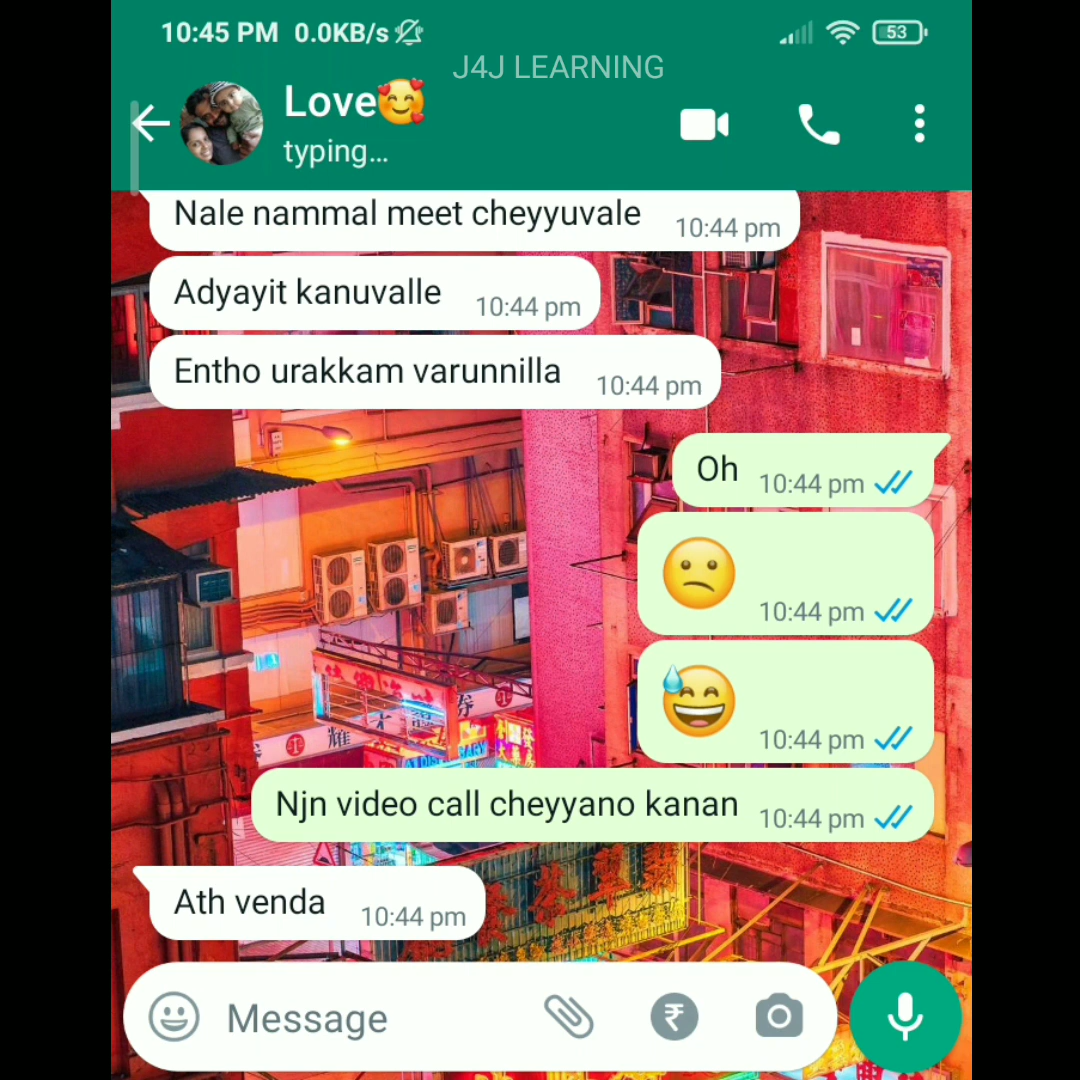 10:45 PM 0.0KB/s 53
J4J LEARNING
Love🥰
typing...
Nale nammal meet cheyyuvale 10:44 pm
Adyayit kanuvalle 10:44 pm
Entho urakkam varunnilla 10:44 pm
Oh 10:44 pm
😕 10:44 pm
😅 10:44 pm
Njn video call cheyyano kanan 10:44 pm
Ath venda 10:44 pm
Message